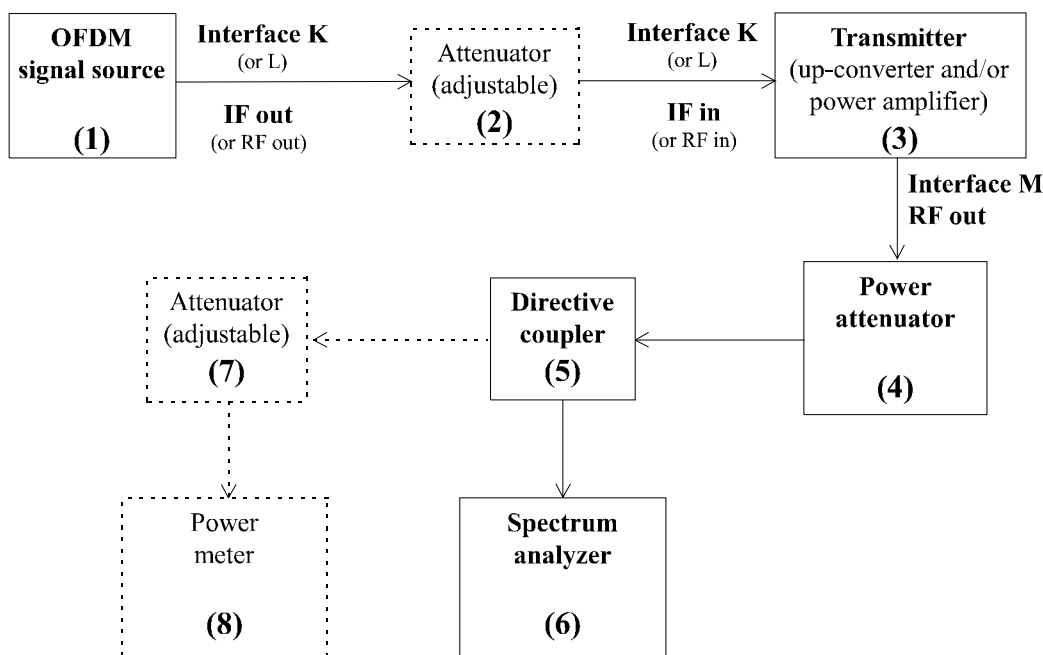 OFDM
signal source
(1)
Interface K
(or L)
IF out
(or RF out)
Attenuator
(adjustable)
(2)
Interface K
(or L)
IF in
(or RF in)
Transmitter
(up-converter and/or
power amplifier)
(3)
Interface M
RF out
Power
attenuator
(4)
Directive
coupler
(5)
Attenuator
(adjustable)
(7)
Power
meter
(8)
Spectrum
analyzer
(6)